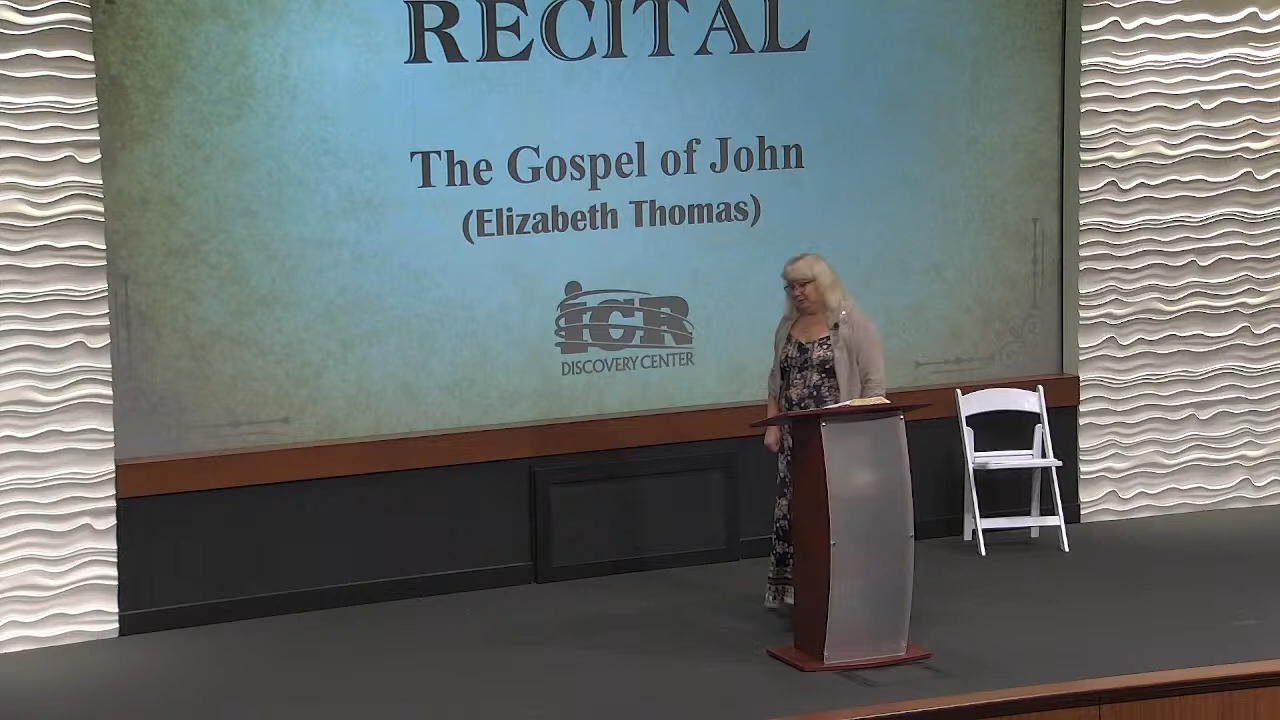 RECITAL
The Gospel of John
(Elizabeth Thomas)
ICR
DISCOVERY CENTER